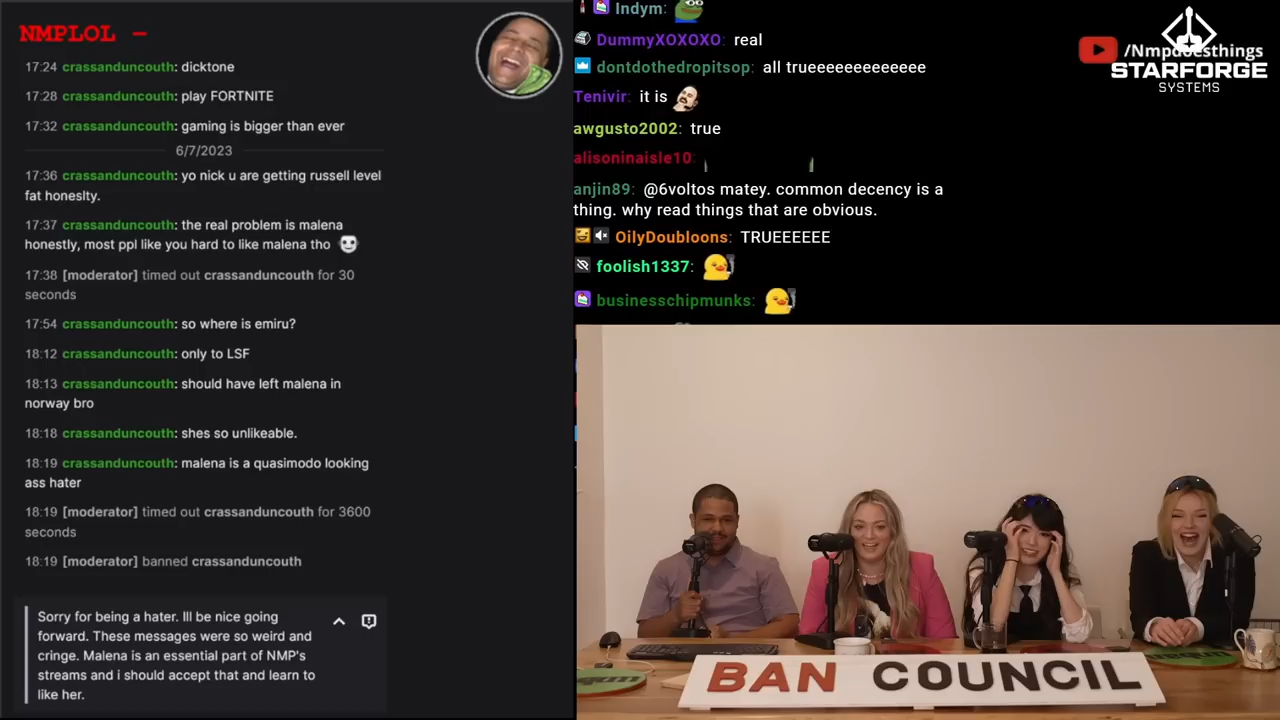 NMPLOL –
17:24 crassanduncouth: dicktone
17:28 crassanduncouth: play FORTNITE
17:32 crassanduncouth: gaming is bigger than ever
6/7/2023
17:36 crassanduncouth: yo nick u are getting russell level
fat honeslty.
17:37 crassanduncouth: the real problem is malena
honestly, most ppl like you hard to like malena tho
17:38 [moderator] timed out crassanduncouth for 30
seconds
17:54 crassanduncouth: so where is emiru?
18:12 crassanduncouth: only to LSF
18:13 crassanduncouth: should have left malena in
norway bro
18:18 crassanduncouth: shes so unlikeable.
18:19 crassanduncouth: malena is a quasimodo looking
ass hater
18:19 [moderator] timed out crassanduncouth for 3600
seconds
18:19 [moderator] banned crassanduncouth
Sorry for being a hater. Ill be nice going
forward. These messages were so weird and
cringe. Malena is an essential part of NMP's
streams and i should accept that and learn to
like her.
Indym:
DummyXOXOXO: real
dontdothedropitsop: all trueeeeeeeeeeeee
Tenivir: it is
awgusto2002: true
alisoninaisle10:
anjin89: @6voltos matey. common decency is a
thing. why read things that are obvious.
OilyDoubloons: TRUEEEEEE
foolish1337:
businesschipmunks:
/Nmpdoesthings
STARFORGE
SYSTEMS
BAN COUNCIL